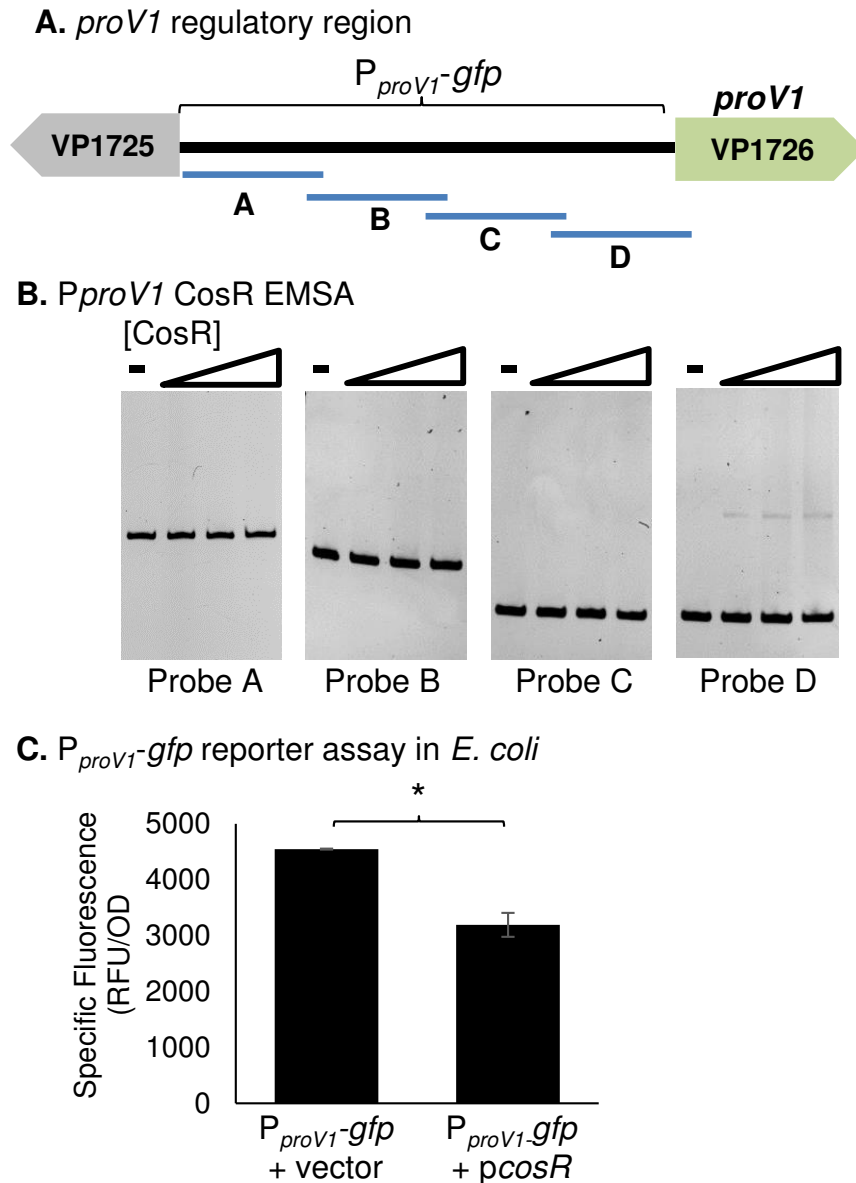 A. proV1 regulatory region
PproV1-gfp
proV1
VP1725
VP1726
A
B
C
D
B. PproV1 CosR EMSA
[CosR]
- - - -
Probe A Probe B Probe C Probe D
C. PproV1-gfp reporter assay in E. coli
*
Specific Fluorescence
(RFU/OD
5000
4000
3000
2000
1000
0
PproV1-gfp PproV1-gfp
+ vector + pcosR